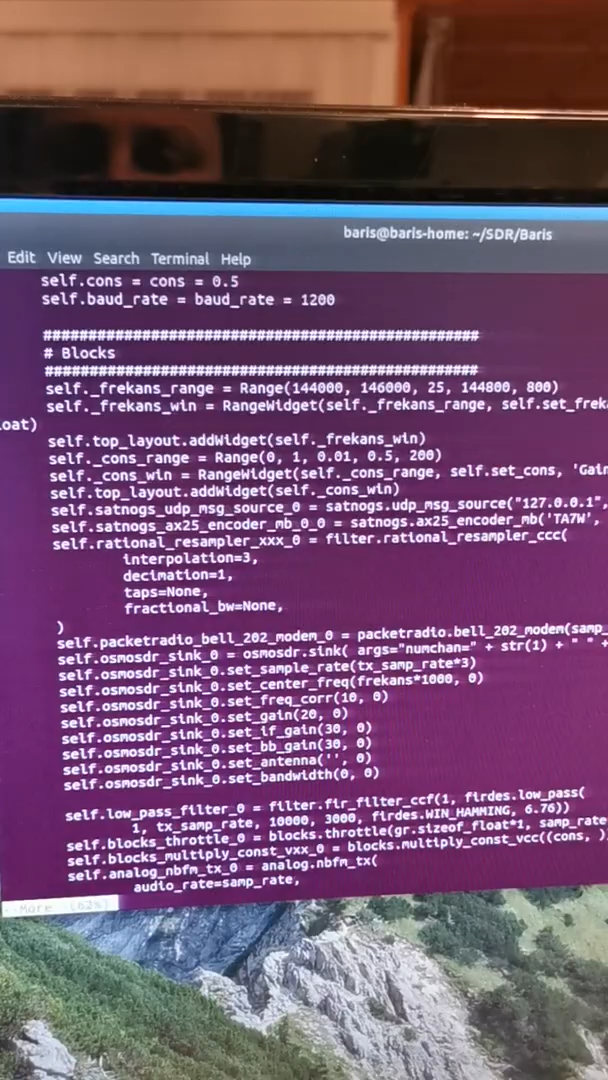 baris@baris-home: ~/SDR/Baris
Edit View Search Terminal Help
self.cons = cons = 0.5
self.baud_rate = baud_rate = 1200
##################################################
# Blocks
##################################################
self._frekans_range = Range(144000, 146000, 25, 144800, 800)
self._frekans_win = RangeWidget(self._frekans_range, self.set_freka
loat)
self.top_layout.addWidget(self._frekans_win)
self._cons_range = Range(0, 1, 0.01, 0.5, 200)
self._cons_win = RangeWidget(self._cons_range, self.set_cons, 'Gain
self.top_layout.addWidget(self._cons_win)
self.satnogs_udp_msg_source_0 = satnogs.udp_msg_source("127.0.0.1",
self.satnogs_ax25_encoder_mb_0_0 = satnogs.ax25_encoder_mb('TA7W',
self.rational_resampler_xxx_0 = filter.rational_resampler_ccc(
interpolation=3,
decimation=1,
taps=None,
fractional_bw=None,
)
self.packetradio_bell_202_modem_0 = packetradio.bell_202_modem(samp_
self.osmosdr_sink_0 = osmosdr.sink( args="numchan=" + str(1) + " " +
self.osmosdr_sink_0.set_sample_rate(tx_samp_rate*3)
self.osmosdr_sink_0.set_center_freq(frekans*1000, 0)
self.osmosdr_sink_0.set_freq_corr(10, 0)
self.osmosdr_sink_0.set_gain(20, 0)
self.osmosdr_sink_0.set_if_gain(30, 0)
self.osmosdr_sink_0.set_bb_gain(30, 0)
self.osmosdr_sink_0.set_antenna('', 0)
self.osmosdr_sink_0.set_bandwidth(0, 0)
self.low_pass_filter_0 = filter.fir_filter_ccf(1, firdes.low_pass(
1, tx_samp_rate, 10000, 3000, firdes.WIN_HAMMING, 6.76))
self.blocks_throttle_0 = blocks.throttle(gr.sizeof_float*1, samp_rate
self.blocks_multiply_const_vxx_0 = blocks.multiply_const_vcc((cons, )
self.analog_nbfm_tx_0 = analog.nbfm_tx(
audio_rate=samp_rate,
--More--(62%)